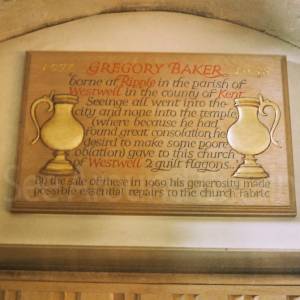 GREGORY BAKER
borne at Ripple in the parish of
Westwell in the county of Kent.
Seeinge all went into the
city and none into the temple
(where because he had
found great consolation he
desird to make some poore
oblation) gave to this church
of Westwell 2 guilt flagons.
By the sale of these in 1969 his generosity made
possible essential repairs to the church fabric